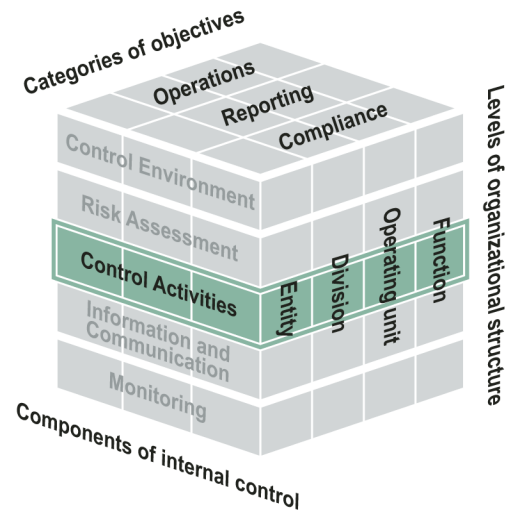 Categories of objectives
Operations
Reporting
Compliance
Levels of organizational structure
Control Environment
Risk Assessment
Control Activities
Information and
Communication
Monitoring
Entity
Division
Operating unit
Function
Components of internal control